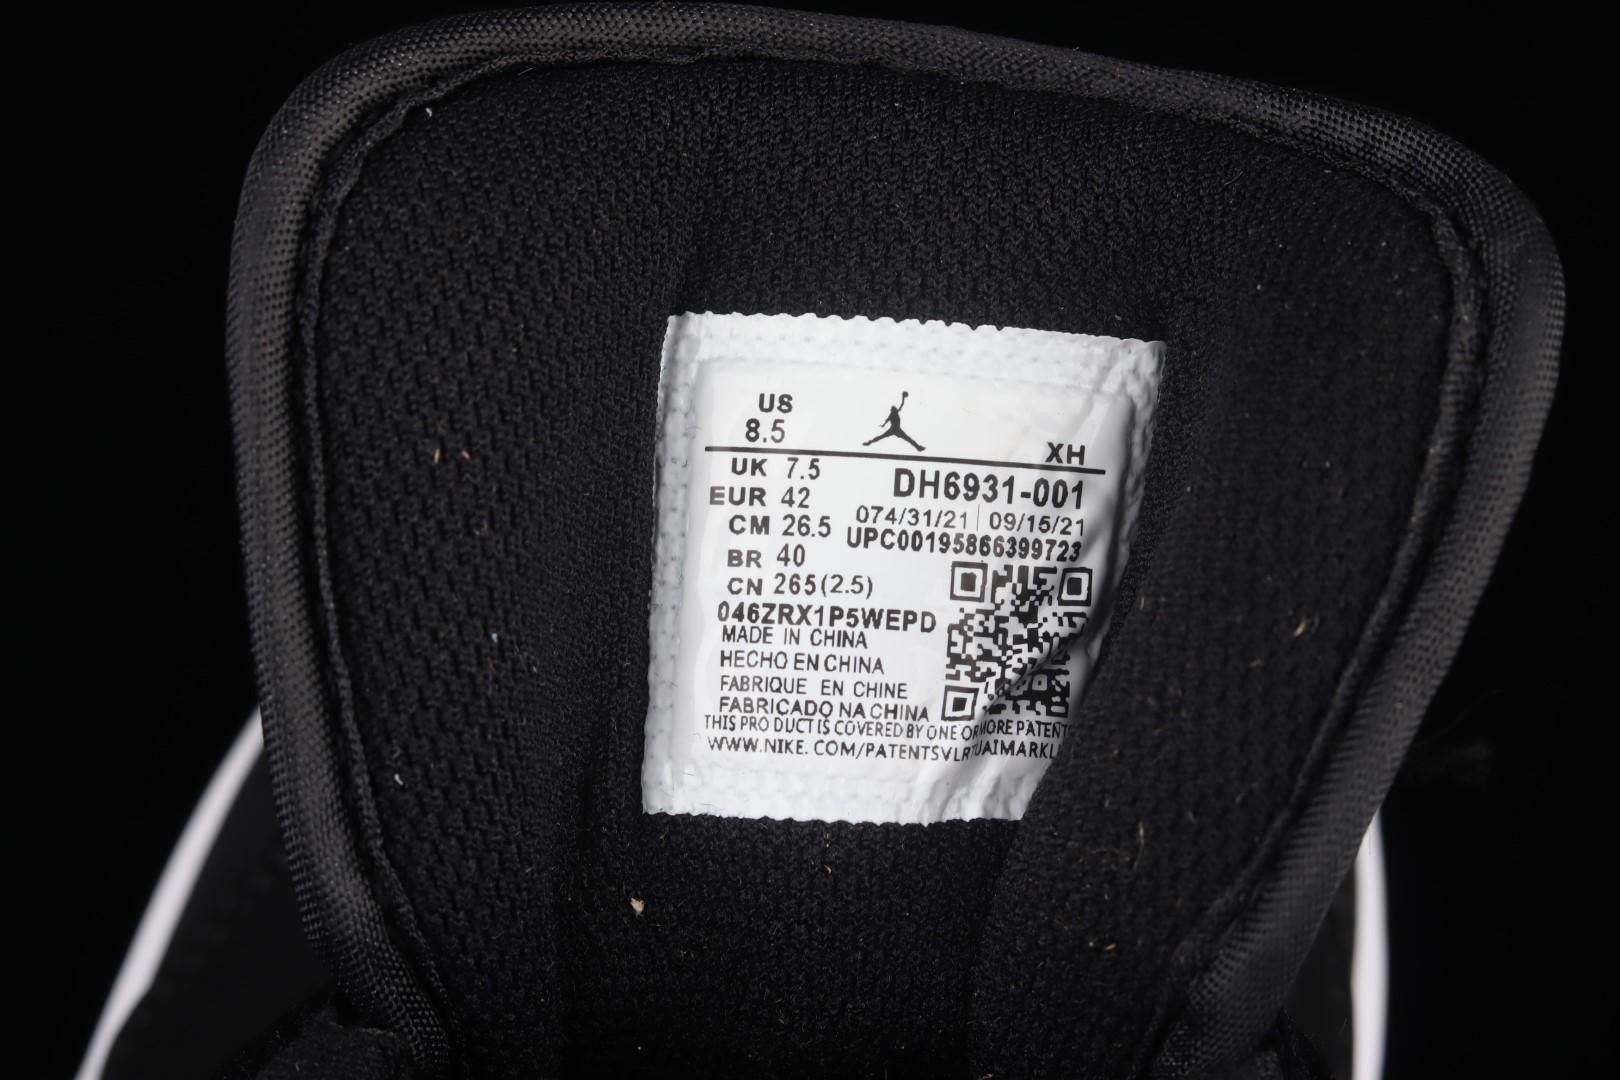 US
8.5
XH
UK 7.5
DH6931-001
EUR 42
074/31/21 | 09/15/21
CM 26.5
UPC00195866399723
BR 40
CN 265(2.5)
046ZRX1P5WEPD
MADE IN CHINA
HECHO EN CHINA
FABRIQUE EN CHINE
FABRICADO NA CHINA
THIS PRO DUCT IS COVERED BY ONE OR MORE PATENT
WWW.NIKE.COM/PATENTSVLRTUAIMARKL